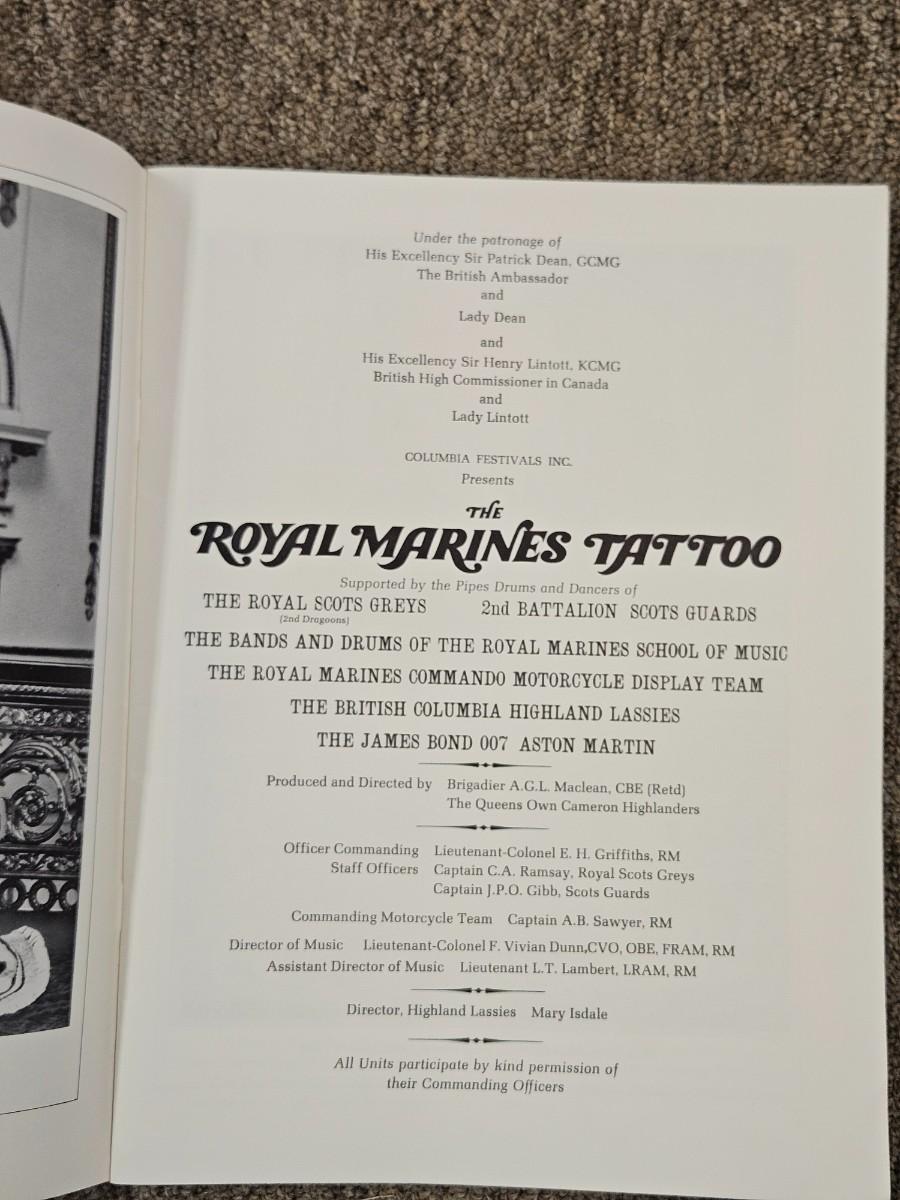 Under the patronage of
His Excellency Sir Patrick Dean, GCMG
The British Ambassador
and
Lady Dean
and
His Excellency Sir Henry Lintott, KCMG
British High Commissioner in Canada
and
Lady Lintott
COLUMBIA FESTIVALS INC.
Presents
THE
ROYAL MARINES TATTOO
Supported by the Pipes Drums and Dancers of
THE ROYAL SCOTS GREYS 2nd BATTALION SCOTS GUARDS
(2nd Dragoons)
THE BANDS AND DRUMS OF THE ROYAL MARINES SCHOOL OF MUSIC
THE ROYAL MARINES COMMANDO MOTORCYCLE DISPLAY TEAM
THE BRITISH COLUMBIA HIGHLAND LASSIES
THE JAMES BOND 007 ASTON MARTIN
Produced and Directed by Brigadier A.G.L. Maclean, CBE (Retd)
The Queens Own Cameron Highlanders
Officer Commanding Lieutenant-Colonel E. H. Griffiths, RM
Staff Officers Captain C.A. Ramsay, Royal Scots Greys
Captain J.P.O. Gibb, Scots Guards
Commanding Motorcycle Team Captain A.B. Sawyer, RM
Director of Music Lieutenant-Colonel F. Vivian Dunn,CVO, OBE, FRAM, RM
Assistant Director of Music Lieutenant L.T. Lambert, LRAM, RM
Director, Highland Lassies Mary Isdale
All Units participate by kind permission of
their Commanding Officers